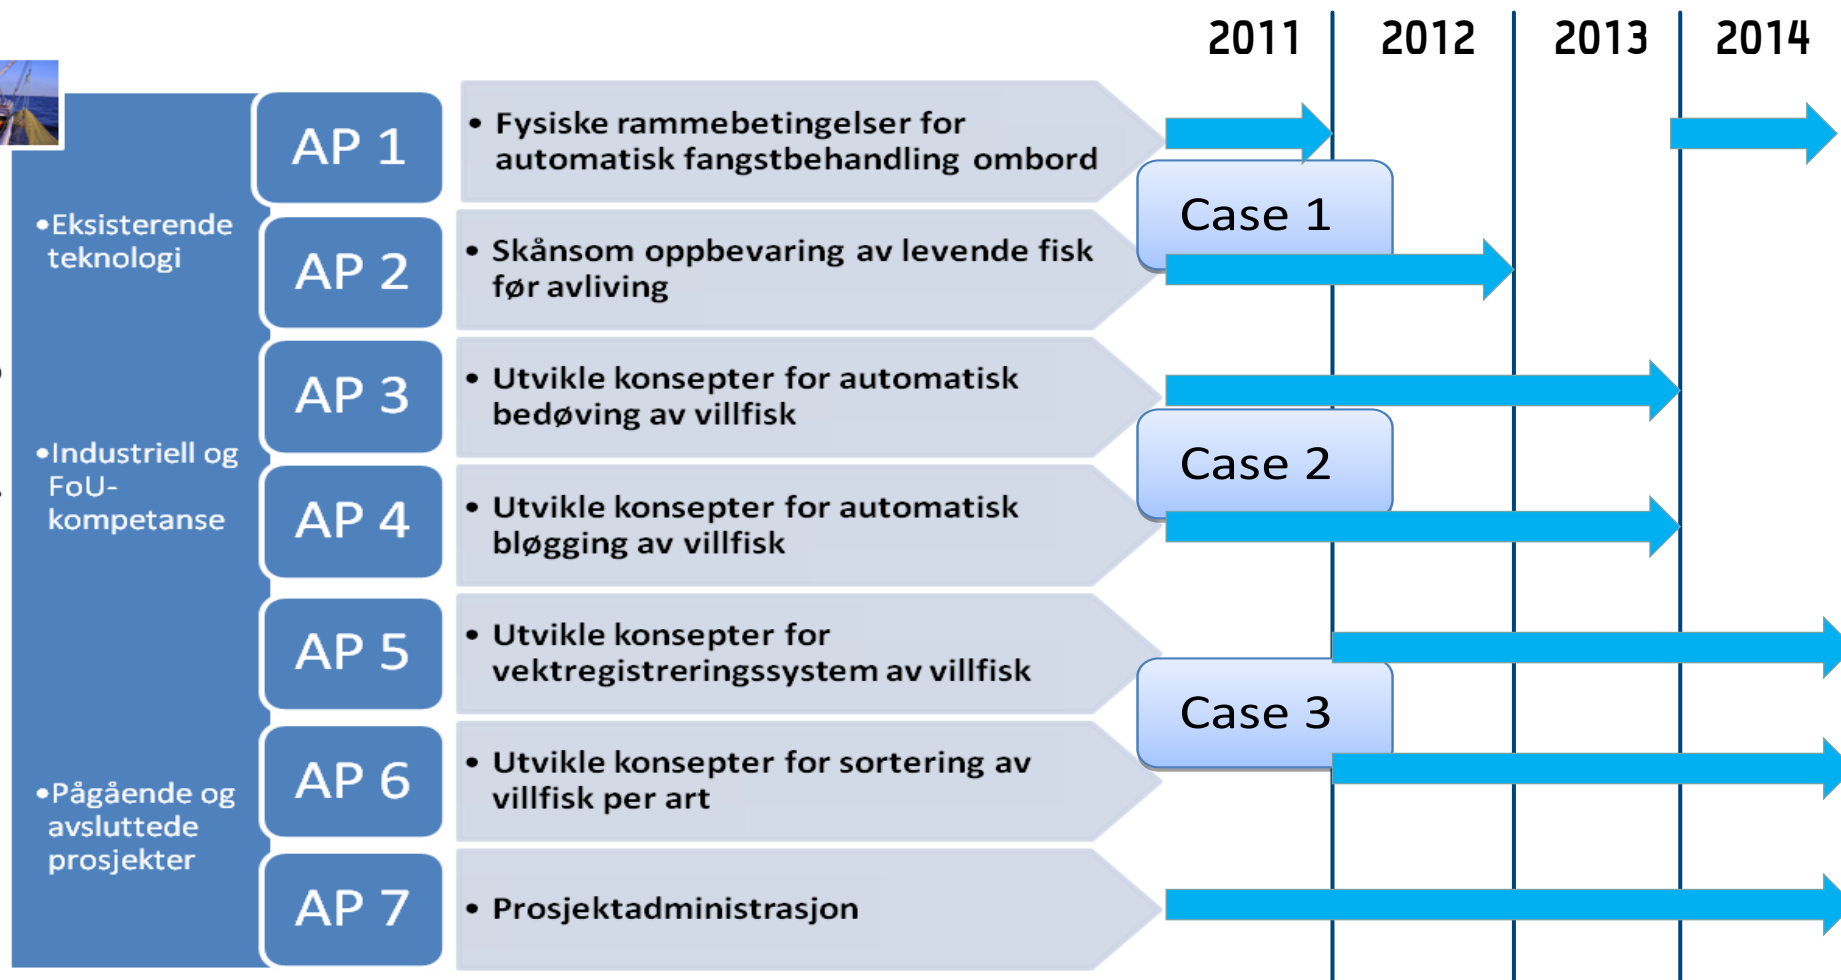 2011 2012 2013 2014
•Eksisterende
teknologi
•Industriell og
FoU-
kompetanse
•Pågående og
avsluttede
prosjekter
AP 1
• Fysiske rammebetingelser for
automatisk fangstbehandling ombord
AP 2
• Skånsom oppbevaring av levende fisk
før avliving
AP 3
• Utvikle konsepter for automatisk
bedøving av villfisk
AP 4
• Utvikle konsepter for automatisk
bløgging av villfisk
AP 5
• Utvikle konsepter for
vektregistreringssystem av villfisk
AP 6
• Utvikle konsepter for sortering av
villfisk per art
AP 7
• Prosjektadministrasjon
Case 1
Case 2
Case 3